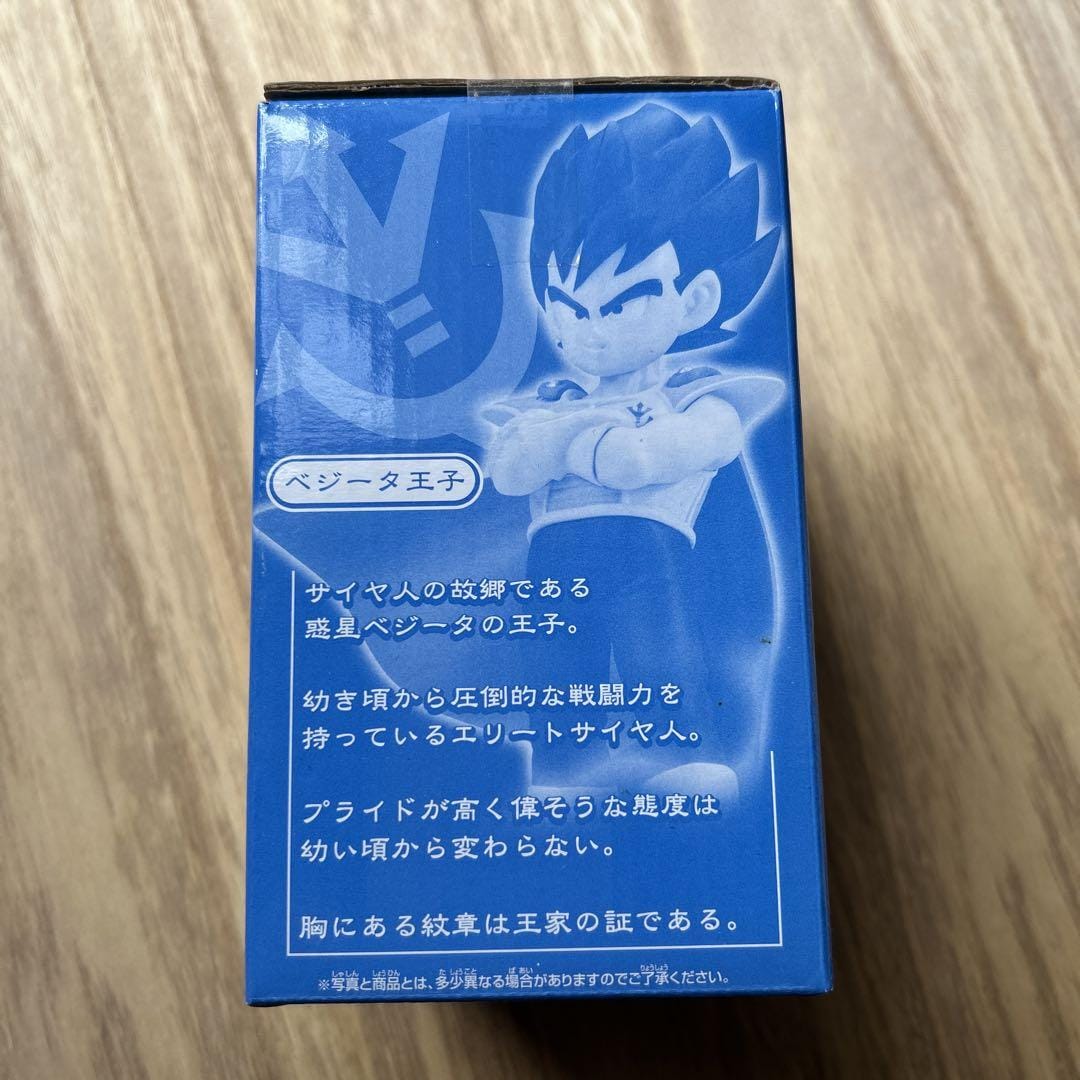 ベジータ王子
サイヤ人の故郷である
惑星ベジータの王子。
幼き頃から圧倒的な戦闘力を
持っているエリートサイヤ人。
プライドが高く偉そうな態度は
幼い頃から変わらない。
胸にある紋章は王家の証である。
※写真と商品とは、多少異なる場合がありますのでご了承ください。